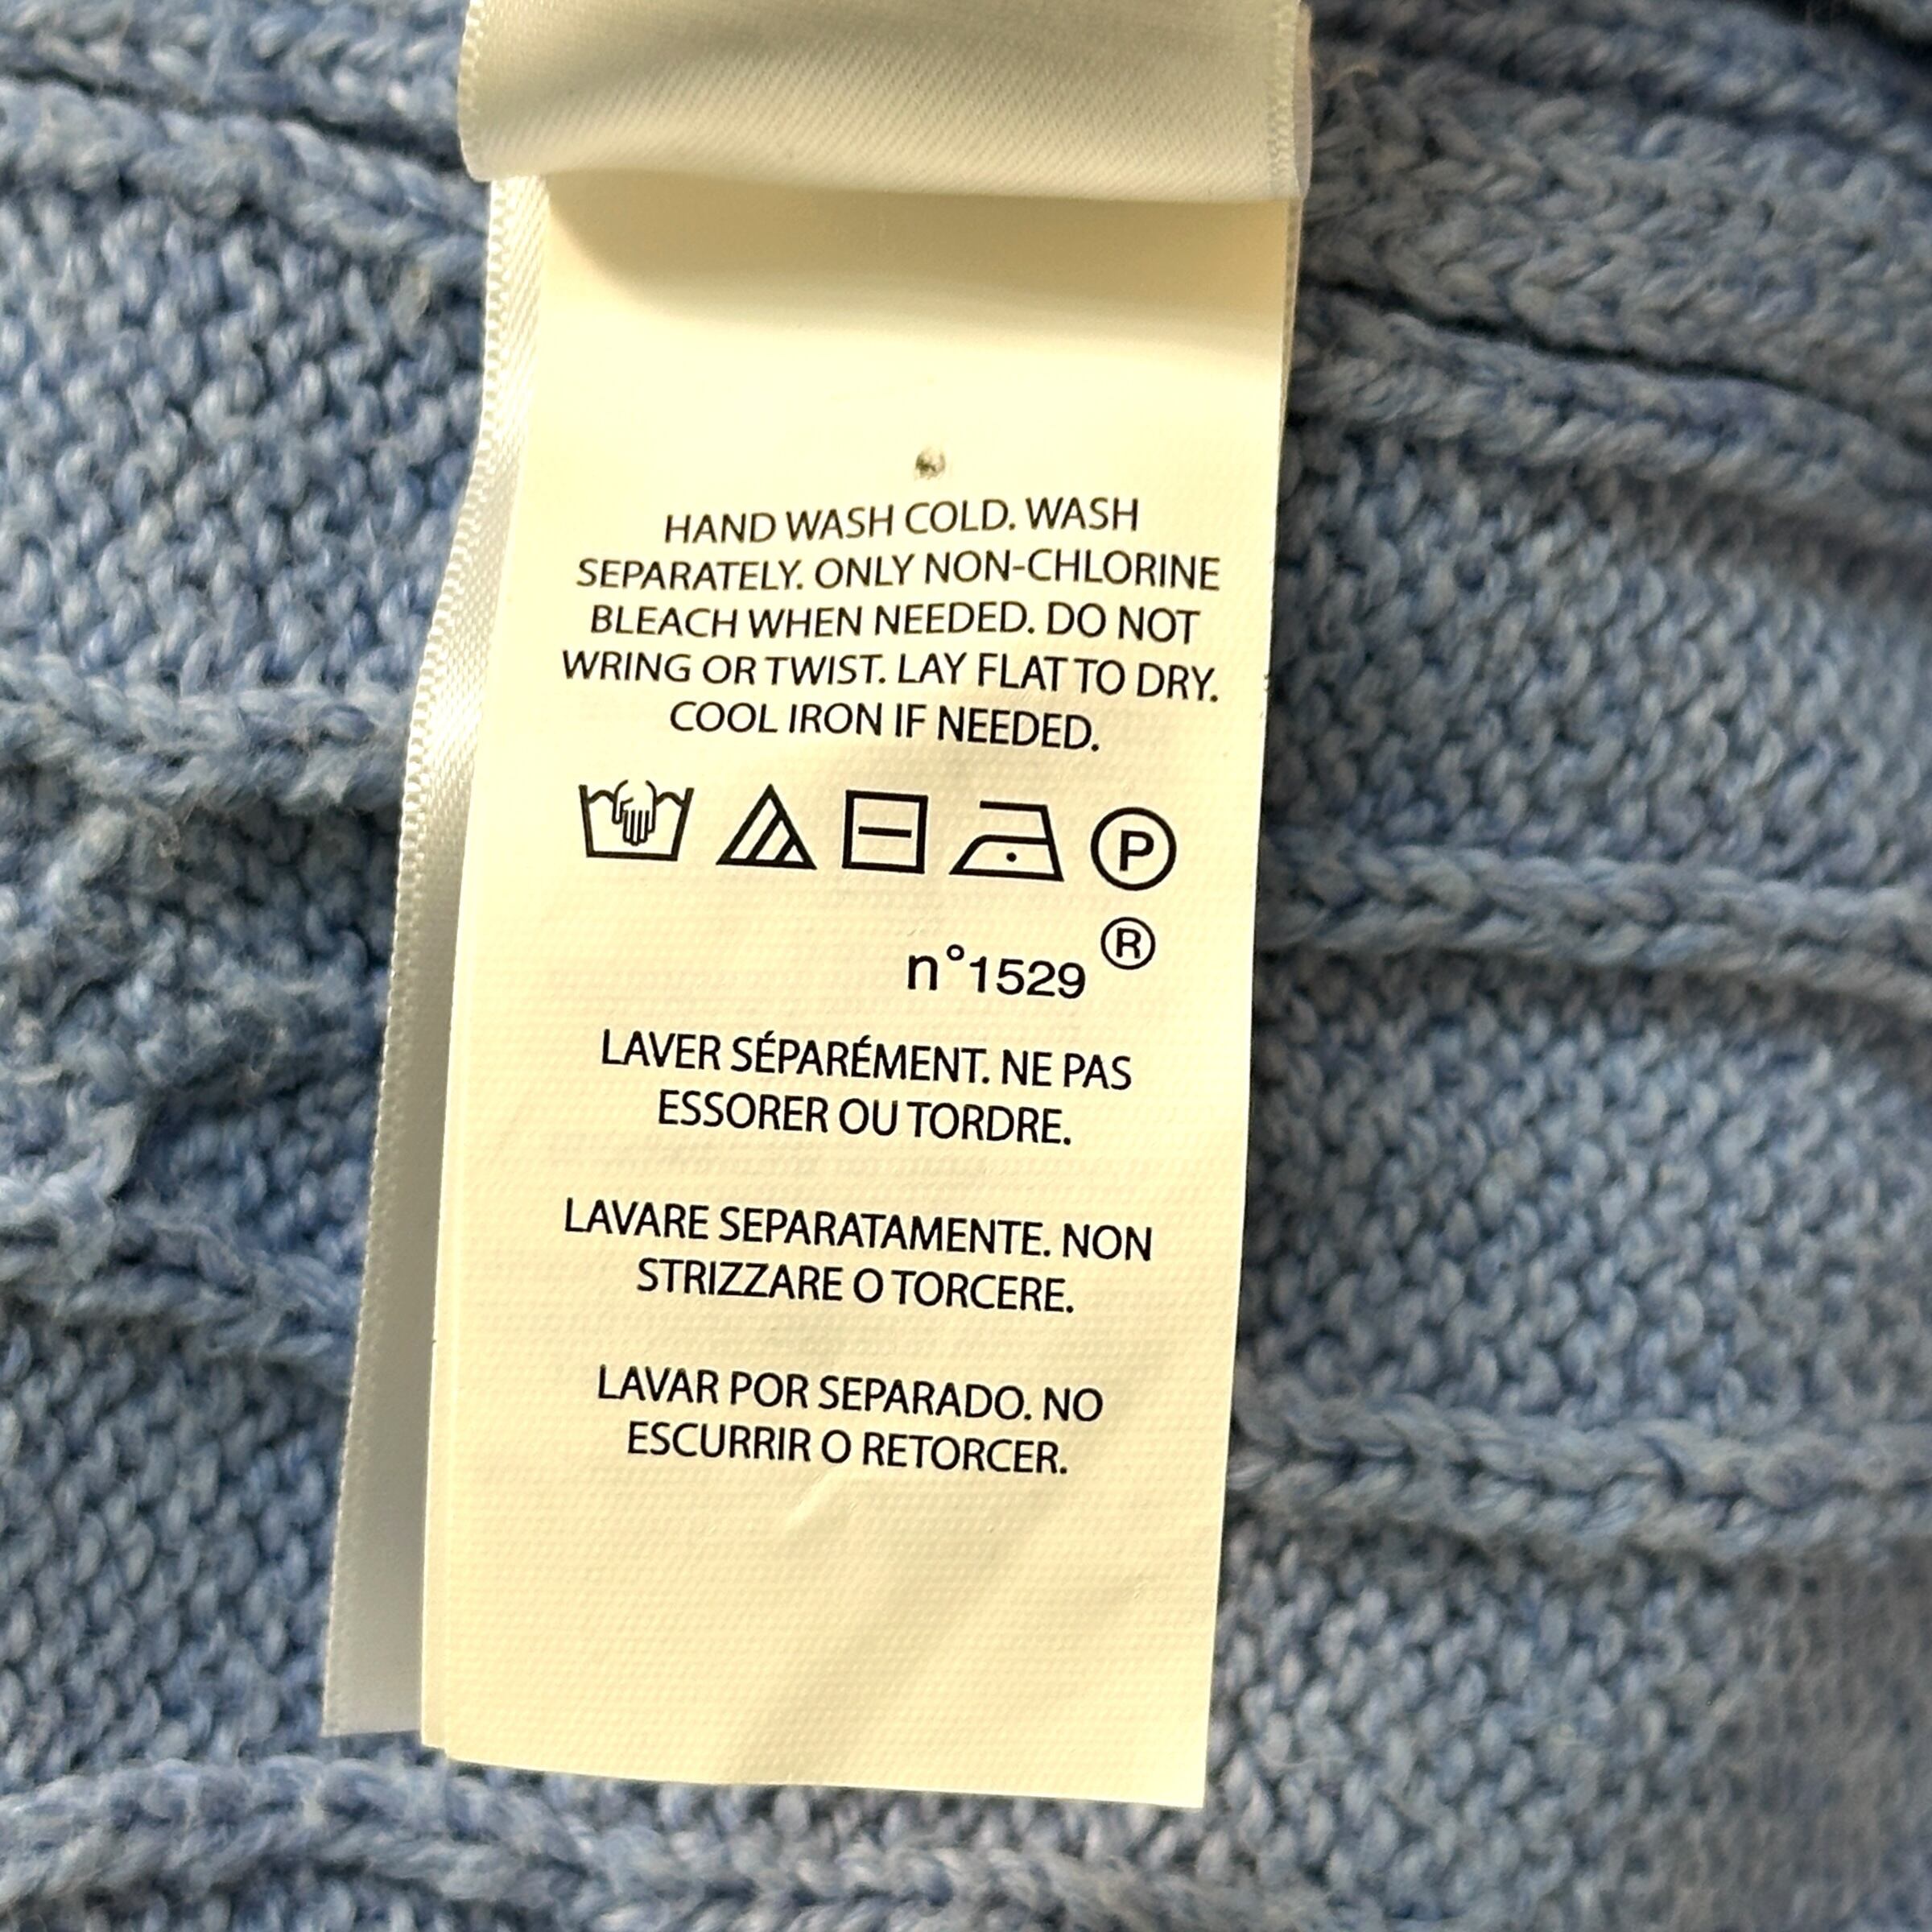 HAND WASH COLD. WASH
SEPARATELY. ONLY NON-CHLORINE
BLEACH WHEN NEEDED. DO NOT
WRING OR TWIST. LAY FLAT TO DRY.
COOL IRON IF NEEDED.
P
n°1529 ®
LAVER SÉPARÉMENT. NE PAS
ESSORER OU TORDRE.
LAVARE SEPARATAMENTE. NON
STRIZZARE O TORCERE.
LAVAR POR SEPARADO. NO
ESCURRIR O RETORCER.